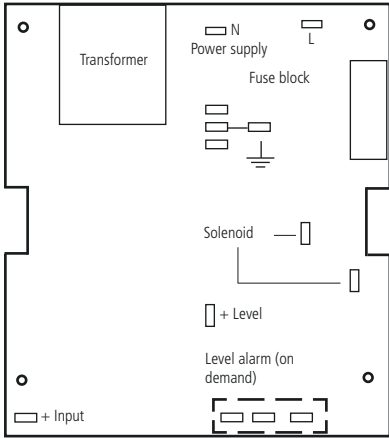 N
Power supply
L
Transformer
Fuse block
Solenoid
+ Level
Level alarm (on
demand)
+ Input